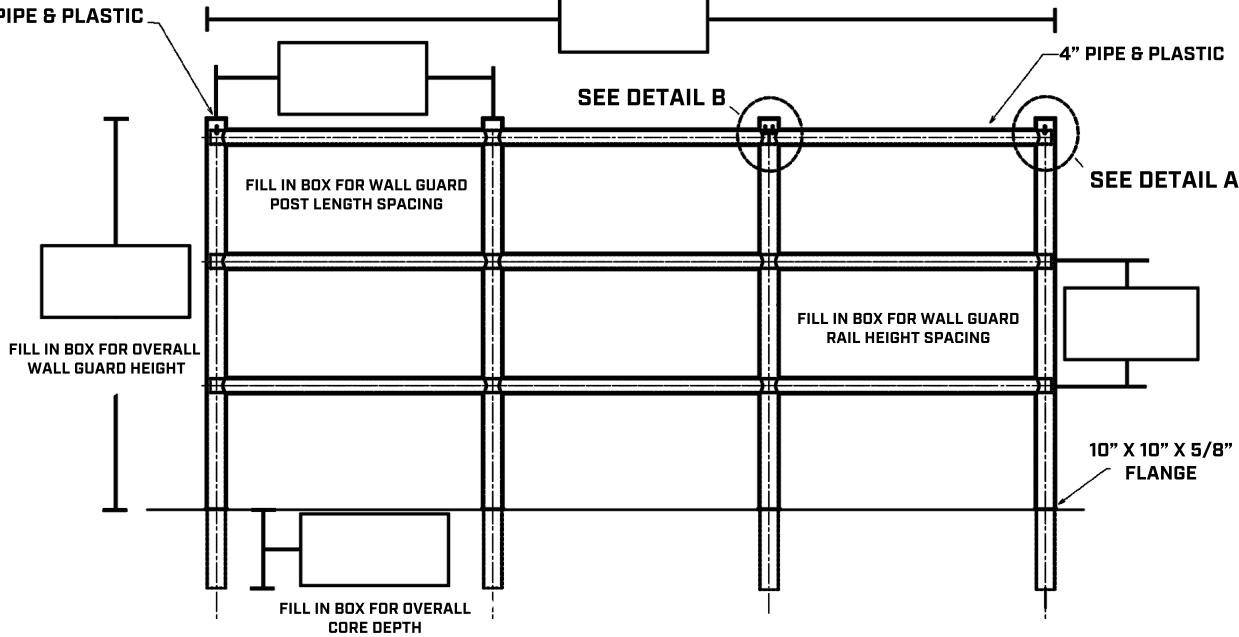 PIPE & PLASTIC
4” PIPE & PLASTIC
SEE DETAIL B
SEE DETAIL A
FILL IN BOX FOR WALL GUARD
POST LENGTH SPACING
FILL IN BOX FOR WALL GUARD
RAIL HEIGHT SPACING
FILL IN BOX FOR OVERALL
WALL GUARD HEIGHT
10” X 10” X 5/8”
FLANGE
FILL IN BOX FOR OVERALL
CORE DEPTH